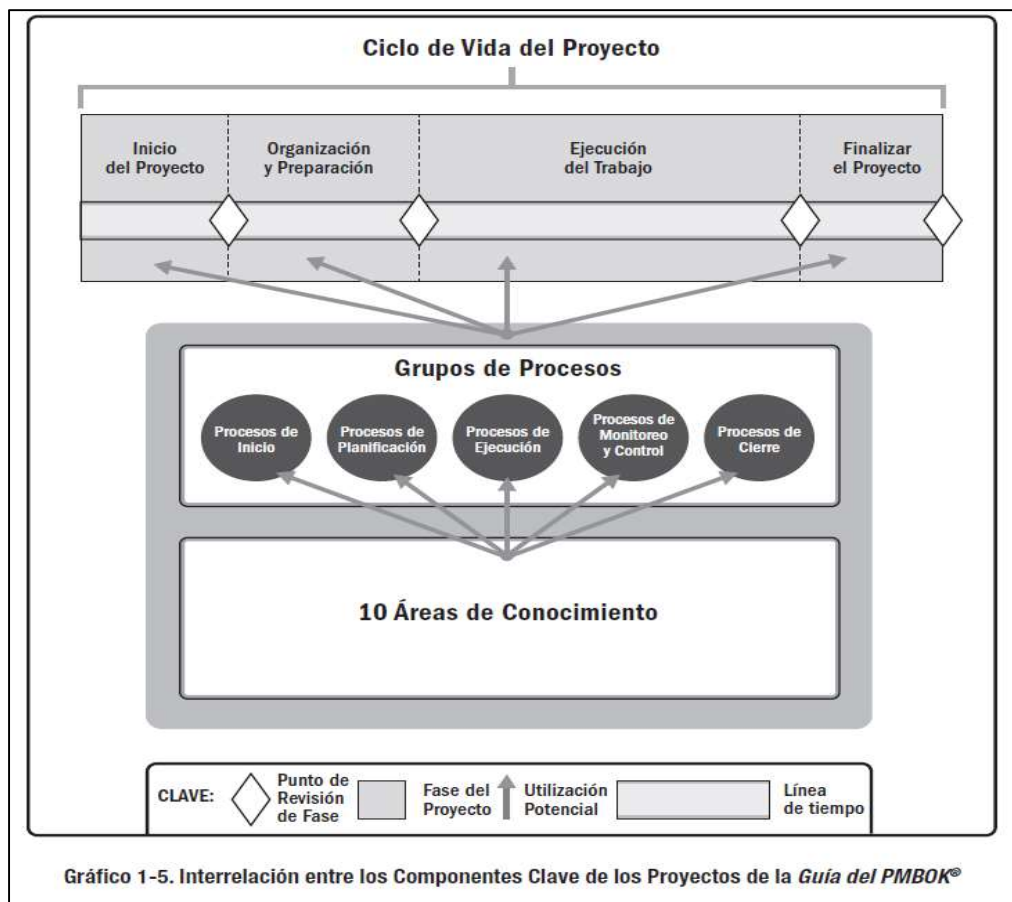 Ciclo de Vida del Proyecto
Inicio
del Proyecto
Organización
y Preparación
Ejecución
del Trabajo
Finalizar
el Proyecto
Grupos de Procesos
Procesos de
Inicio
Procesos de
Planificación
Procesos de
Ejecución
Procesos de
Monitoreo
y Control
Procesos de
Cierre
10 Áreas de Conocimiento
CLAVE:
Punto de
Revisión
de Fase
Fase del
Proyecto
Utilización
Potencial
Línea
de tiempo
Gráfico 1-5. Interrelación entre los Componentes Clave de los Proyectos de la Guía del PMBOK®